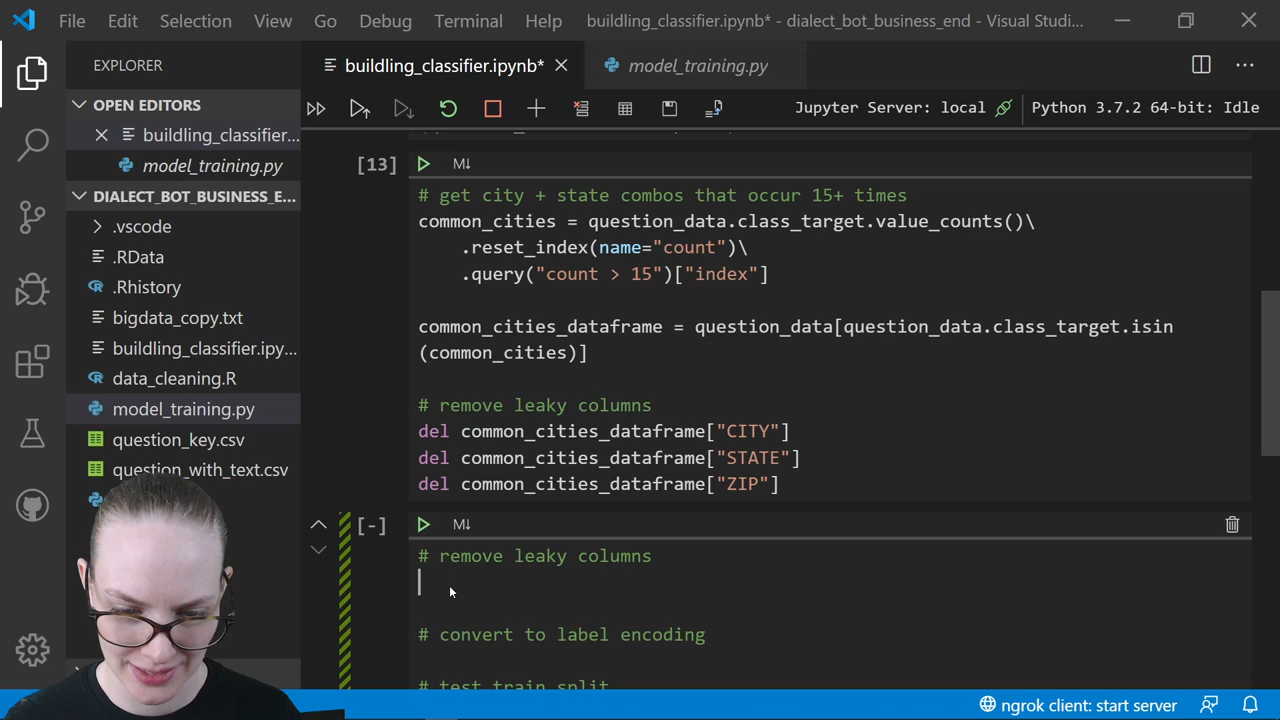 File Edit Selection View Go Debug Terminal Help buildling_classifier.ipynb* - dialect_bot_business_end - Visual Studi...
EXPLORER
buildling_classifier.ipynb*
model_training.py
OPEN EDITORS
buildling_classifier...
model_training.py
DIALECT_BOT_BUSINESS_E...
.vscode
.RData
.Rhistory
bigdata_copy.txt
buildling_classifier.ipy...
data_cleaning.R
model_training.py
question_key.csv
question_with_text.csv
Jupyter Server: local Python 3.7.2 64-bit: Idle
[13]
M↓
# get city + state combos that occur 15+ times
common_cities = question_data.class_target.value_counts()\
.reset_index(name="count")\
.query("count > 15")["index"]
common_cities_dataframe = question_data[question_data.class_target.isin
(common_cities)]
# remove leaky columns
del common_cities_dataframe["CITY"]
del common_cities_dataframe["STATE"]
del common_cities_dataframe["ZIP"]
[-]
M↓
# remove leaky columns
# convert to label encoding
# test train split
ngrok client: start server